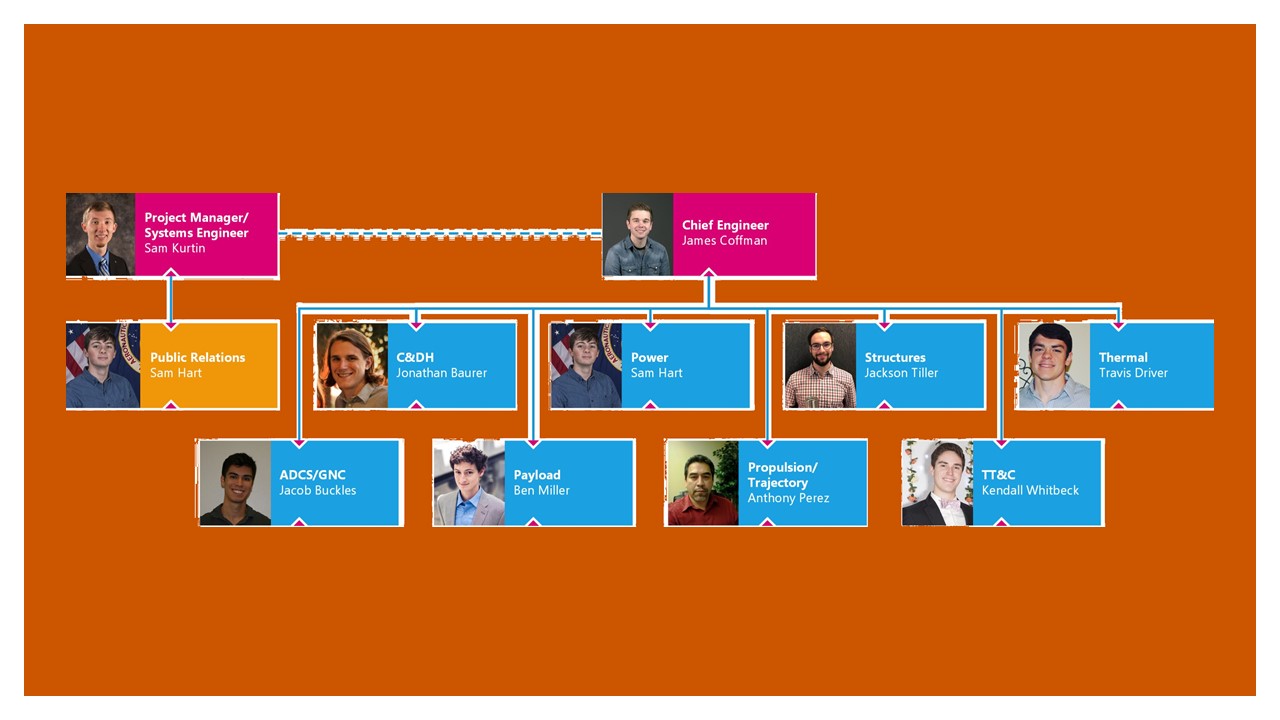 Project Manager/
Systems Engineer
Sam Kurtin
Chief Engineer
James Coffman
Public Relations
Sam Hart
C&DH
Jonathan Baurer
Power
Sam Hart
Structures
Jackson Tiller
Thermal
Travis Driver
ADCS/GNC
Jacob Buckles
Payload
Ben Miller
Propulsion/
Trajectory
Anthony Perez
TT&C
Kendall Whitbeck